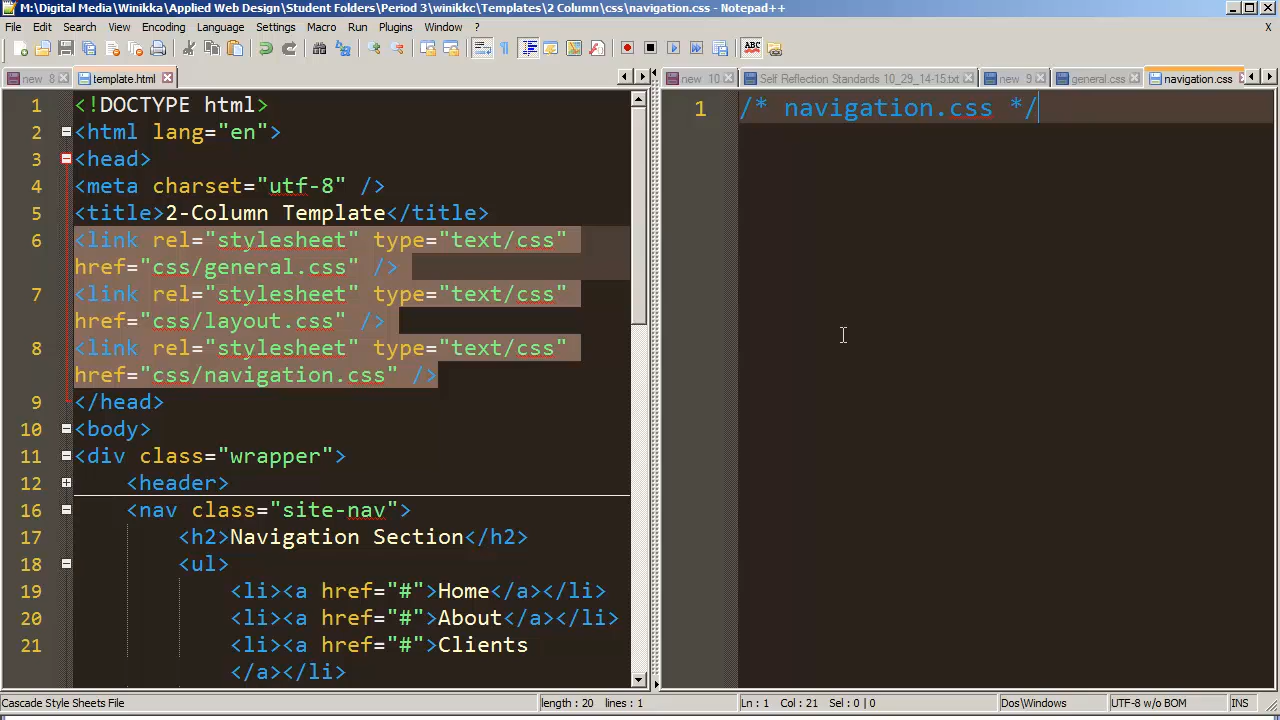 M:\Digital Media\Winikka\Applied Web Design\Student Folders\Period 3\winikkc\Templates\2 Column\css\navigation.css - Notepad++
File Edit Search View Encoding Language Settings Macro Run Plugins Window ? X
ABC
new 8 template.html
new 10 Self Reflection Standards 10_29_14-15.txt new 9 general.css navigation.css
1 <!DOCTYPE html>
2 <html lang="en">
3 <head>
4 <meta charset="utf-8" />
5 <title>2-Column Template</title>
6 <link rel="stylesheet" type="text/css"
href="css/general.css" />
7 <link rel="stylesheet" type="text/css"
href="css/layout.css" />
8 <link rel="stylesheet" type="text/css"
href="css/navigation.css" />
9 </head>
10 <body>
11 <div class="wrapper">
12 <header>
16 <nav class="site-nav">
17 <h2>Navigation Section</h2>
18 <ul>
19 <li><a href="#">Home</a></li>
20 <li><a href="#">About</a></li>
21 <li><a href="#">Clients
</a></li>
1 /* navigation.css */
Cascade Style Sheets File length : 20 lines : 1 Ln : 1 Col : 21 Sel : 0 | 0 Dos\Windows UTF-8 w/o BOM INS